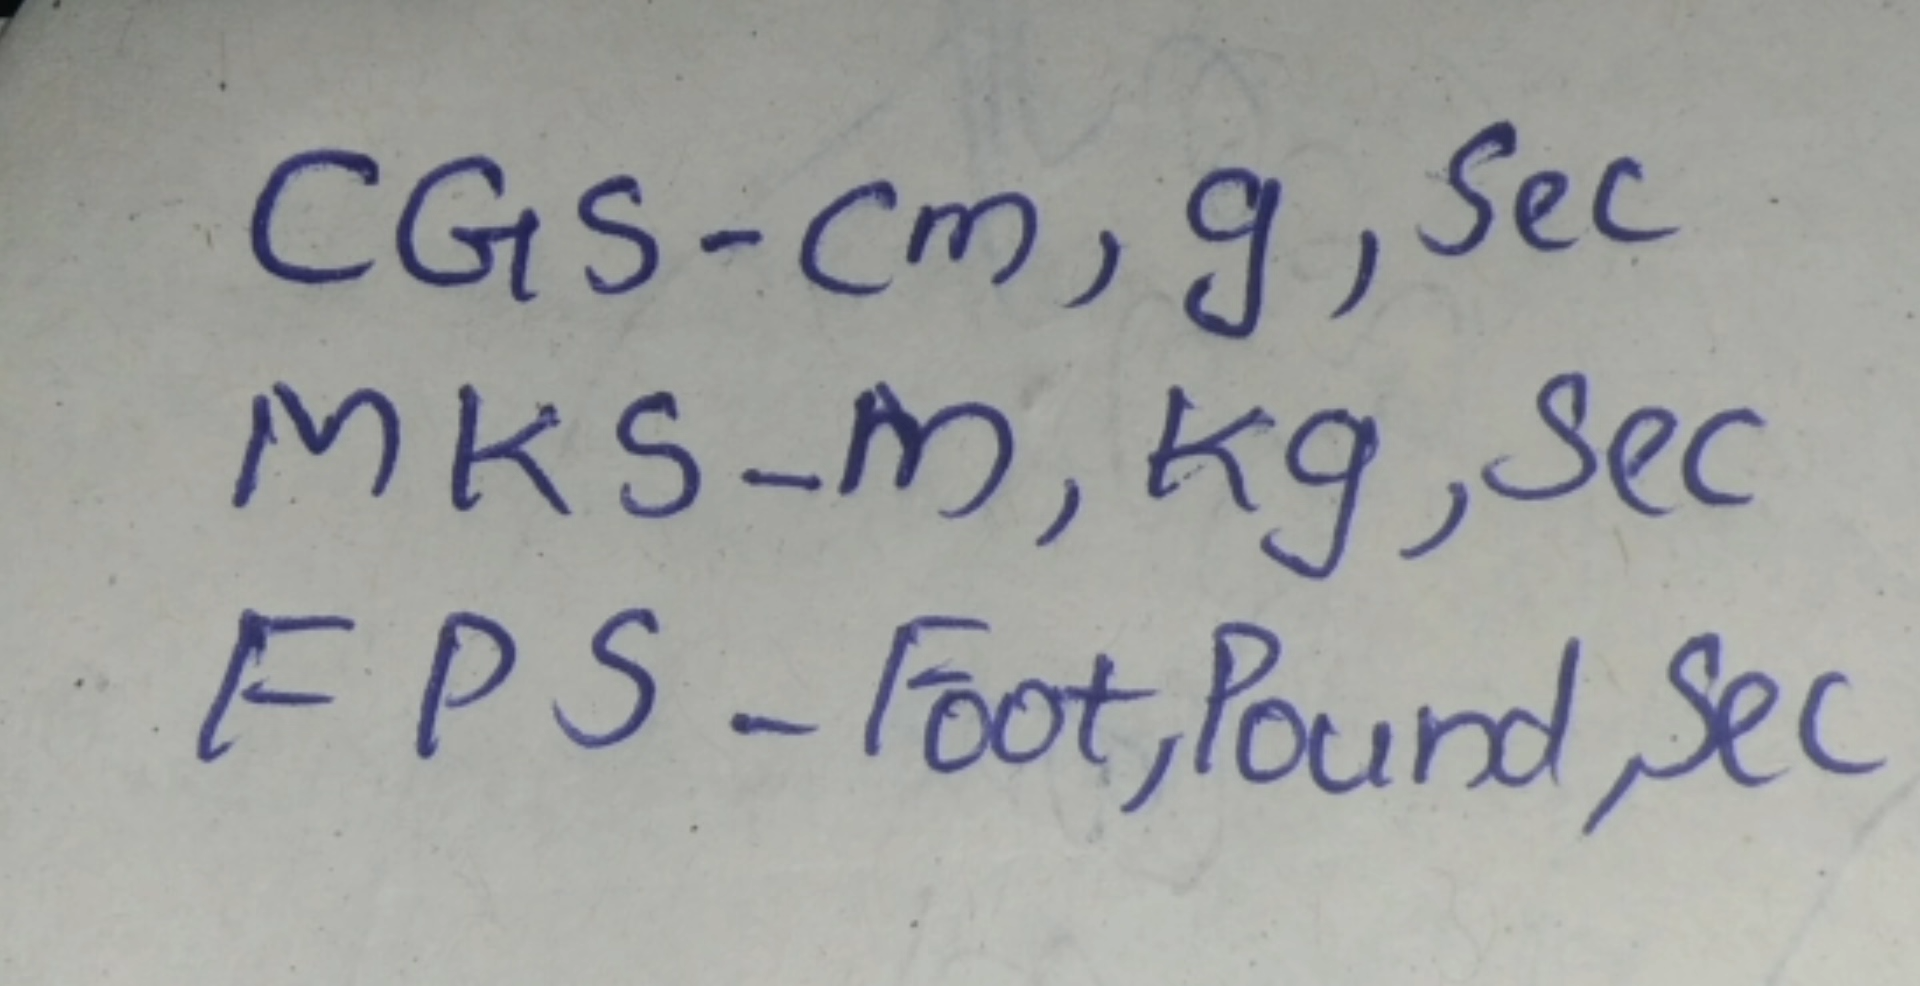 CGS-cm, g, sec
MKS-m, kg, sec
FPS-Foot, Pound, sec